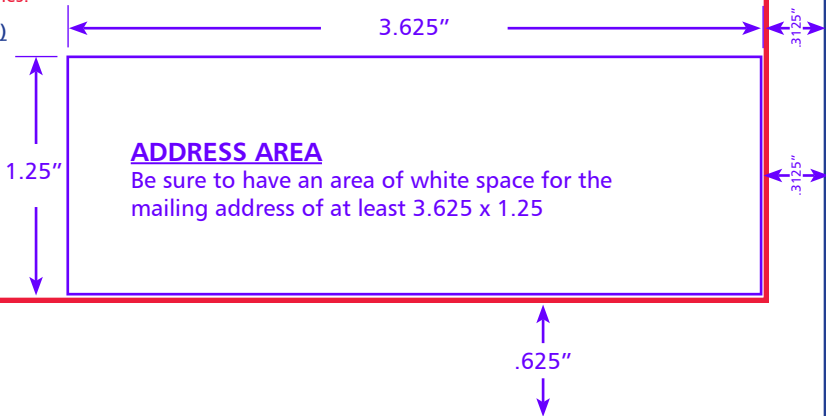 )
3.625”
.3125”
1.25”
ADDRESS AREA
Be sure to have an area of white space for the
mailing address of at least 3.625 x 1.25
.3125”
.625”